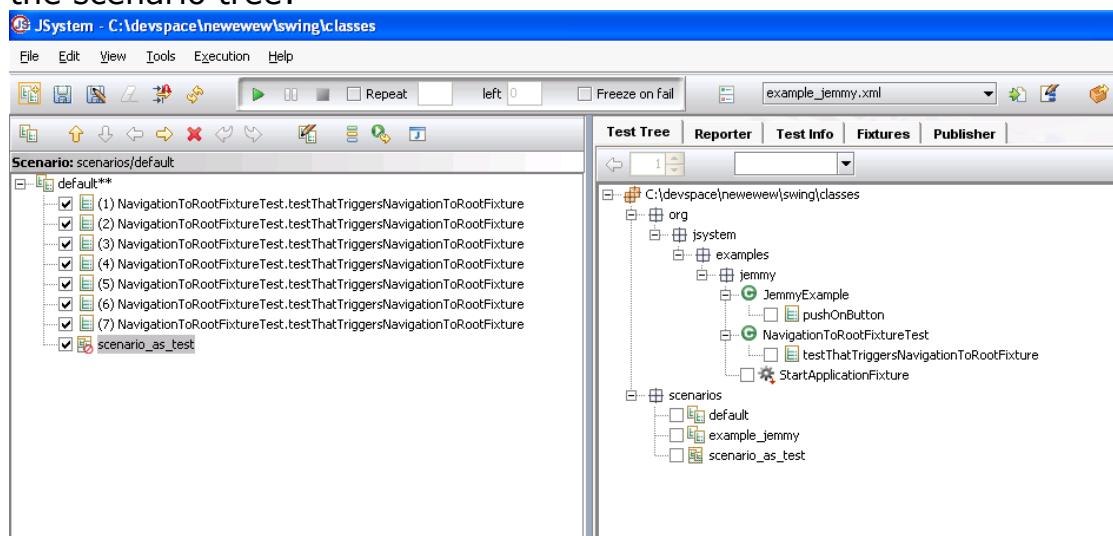 the scenario tree.
JSystem - C:\devspace\newewew\swing\classes
File Edit View Tools Execution Help
Repeat left 0 Freeze on fail example_jemmy.xml
Test Tree Reporter Test Info Fixtures Publisher
Scenario: scenarios/default
1
default**
(1) NavigationToRootFixtureTest.testThatTriggersNavigationToRootFixture
(2) NavigationToRootFixtureTest.testThatTriggersNavigationToRootFixture
(3) NavigationToRootFixtureTest.testThatTriggersNavigationToRootFixture
(4) NavigationToRootFixtureTest.testThatTriggersNavigationToRootFixture
(5) NavigationToRootFixtureTest.testThatTriggersNavigationToRootFixture
(6) NavigationToRootFixtureTest.testThatTriggersNavigationToRootFixture
(7) NavigationToRootFixtureTest.testThatTriggersNavigationToRootFixture
scenario_as_test
C:\devspace\newewew\swing\classes
org
jsystem
examples
jemmy
JemmyExample
pushOnButton
NavigationToRootFixtureTest
testThatTriggersNavigationToRootFixture
StartApplicationFixture
scenarios
default
example_jemmy
scenario_as_test